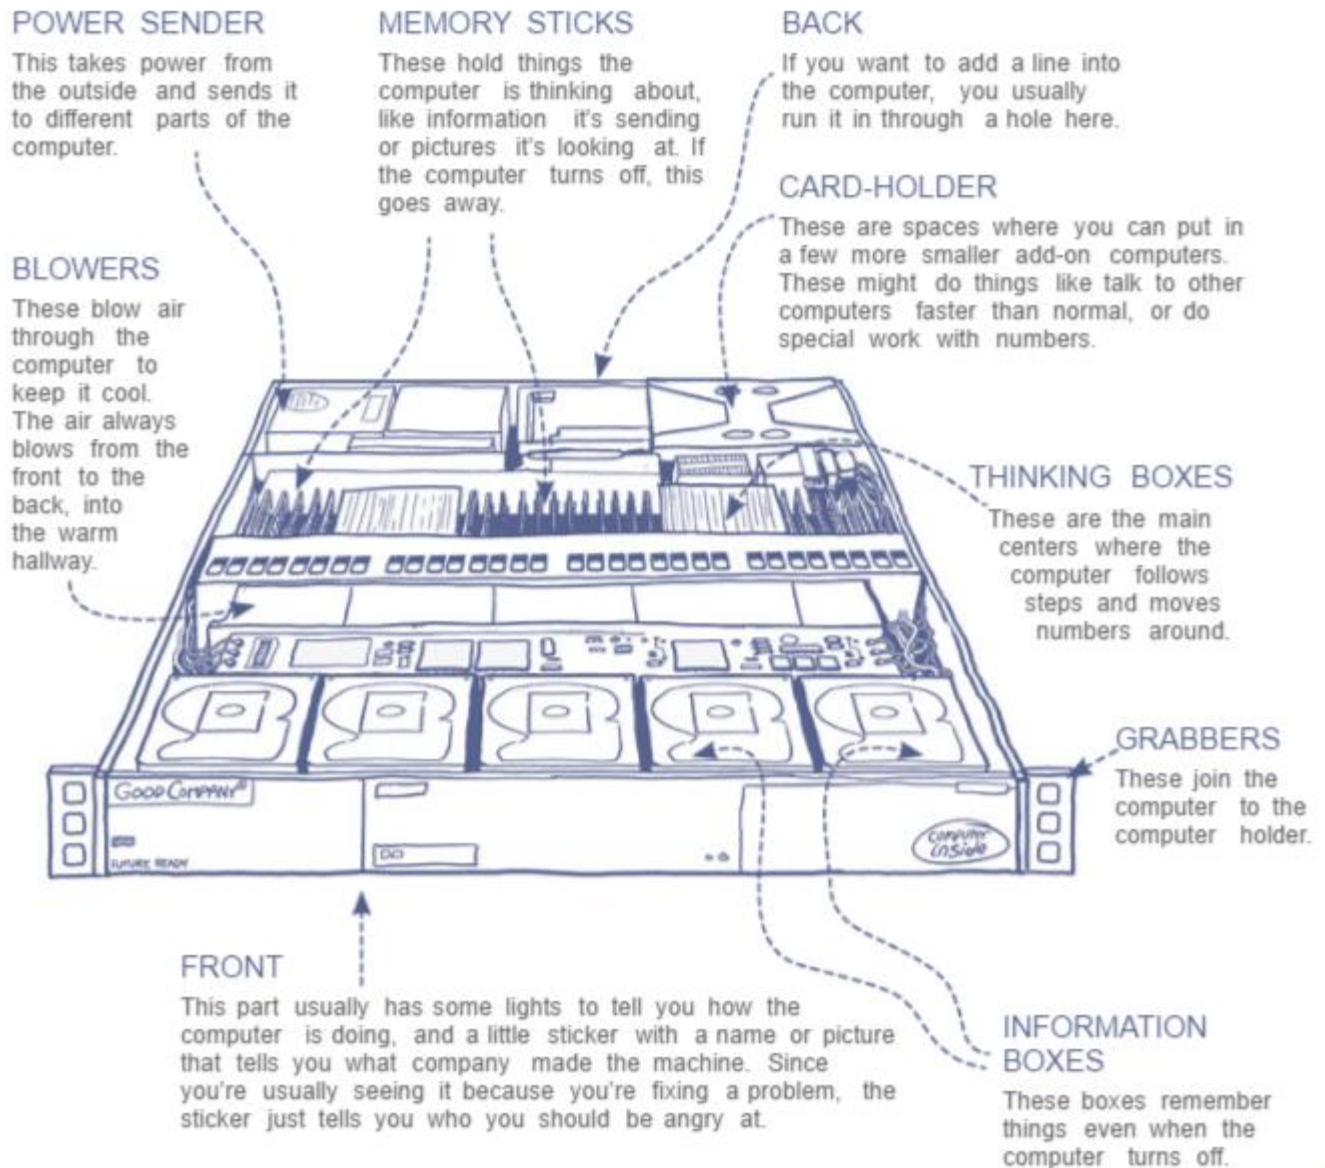 POWER SENDER
This takes power from
the outside and sends it
to different parts of the
computer.
MEMORY STICKS
These hold things the
computer is thinking about,
like information it's sending
or pictures it's looking at. If
the computer turns off, this
goes away.
BACK
If you want to add a line into
the computer, you usually
run it in through a hole here.
CARD-HOLDER
These are spaces where you can put in
a few more smaller add-on computers.
These might do things like talk to other
computers faster than normal, or do
special work with numbers.
BLOWERS
These blow air
through the
computer to
keep it cool.
The air always
blows from the
front to the
back, into
the warm
hallway.
THINKING BOXES
These are the main
centers where the
computer follows
steps and moves
numbers around.
GRABBERS
These join the
computer to the
computer holder.
GOOD COMPANY
FUTURE READY
COMPUTER
inside
FRONT
This part usually has some lights to tell you how the
computer is doing, and a little sticker with a name or picture
that tells you what company made the machine. Since
you're usually seeing it because you're fixing a problem, the
sticker just tells you who you should be angry at.
INFORMATION
BOXES
These boxes remember
things even when the
computer turns off.